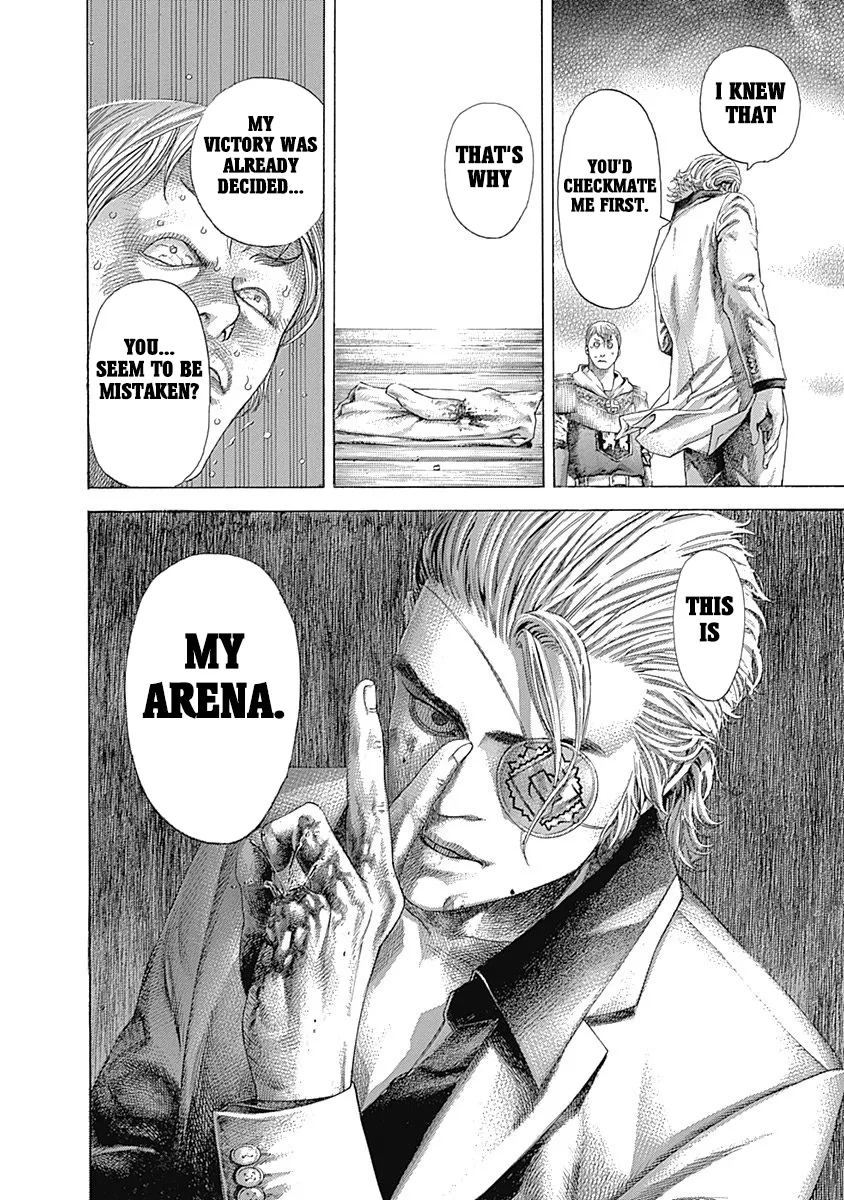 I KNEW
THAT
YOU'D
CHECKMATE
ME FIRST.
THAT'S
WHY
MY
VICTORY WAS
ALREADY
DECIDED...
YOU...
SEEM TO BE
MISTAKEN?
THIS
IS
MY
ARENA.